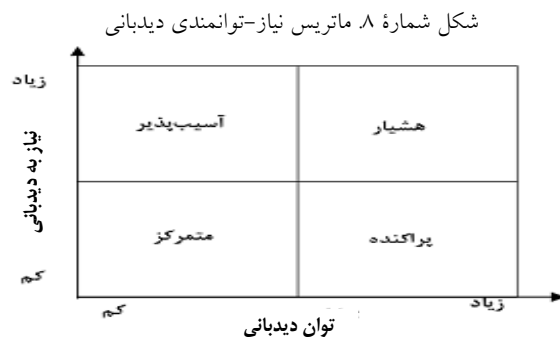 شکل شمارهٔ ۸. ماتریس نیاز-توانمندی دیدبانی
زیاد
هشیار
آسیب‌پذیر
نیاز به دیدبانی
پراکنده
متمرکز
کم
زیاد
کم
توان دیدبانی